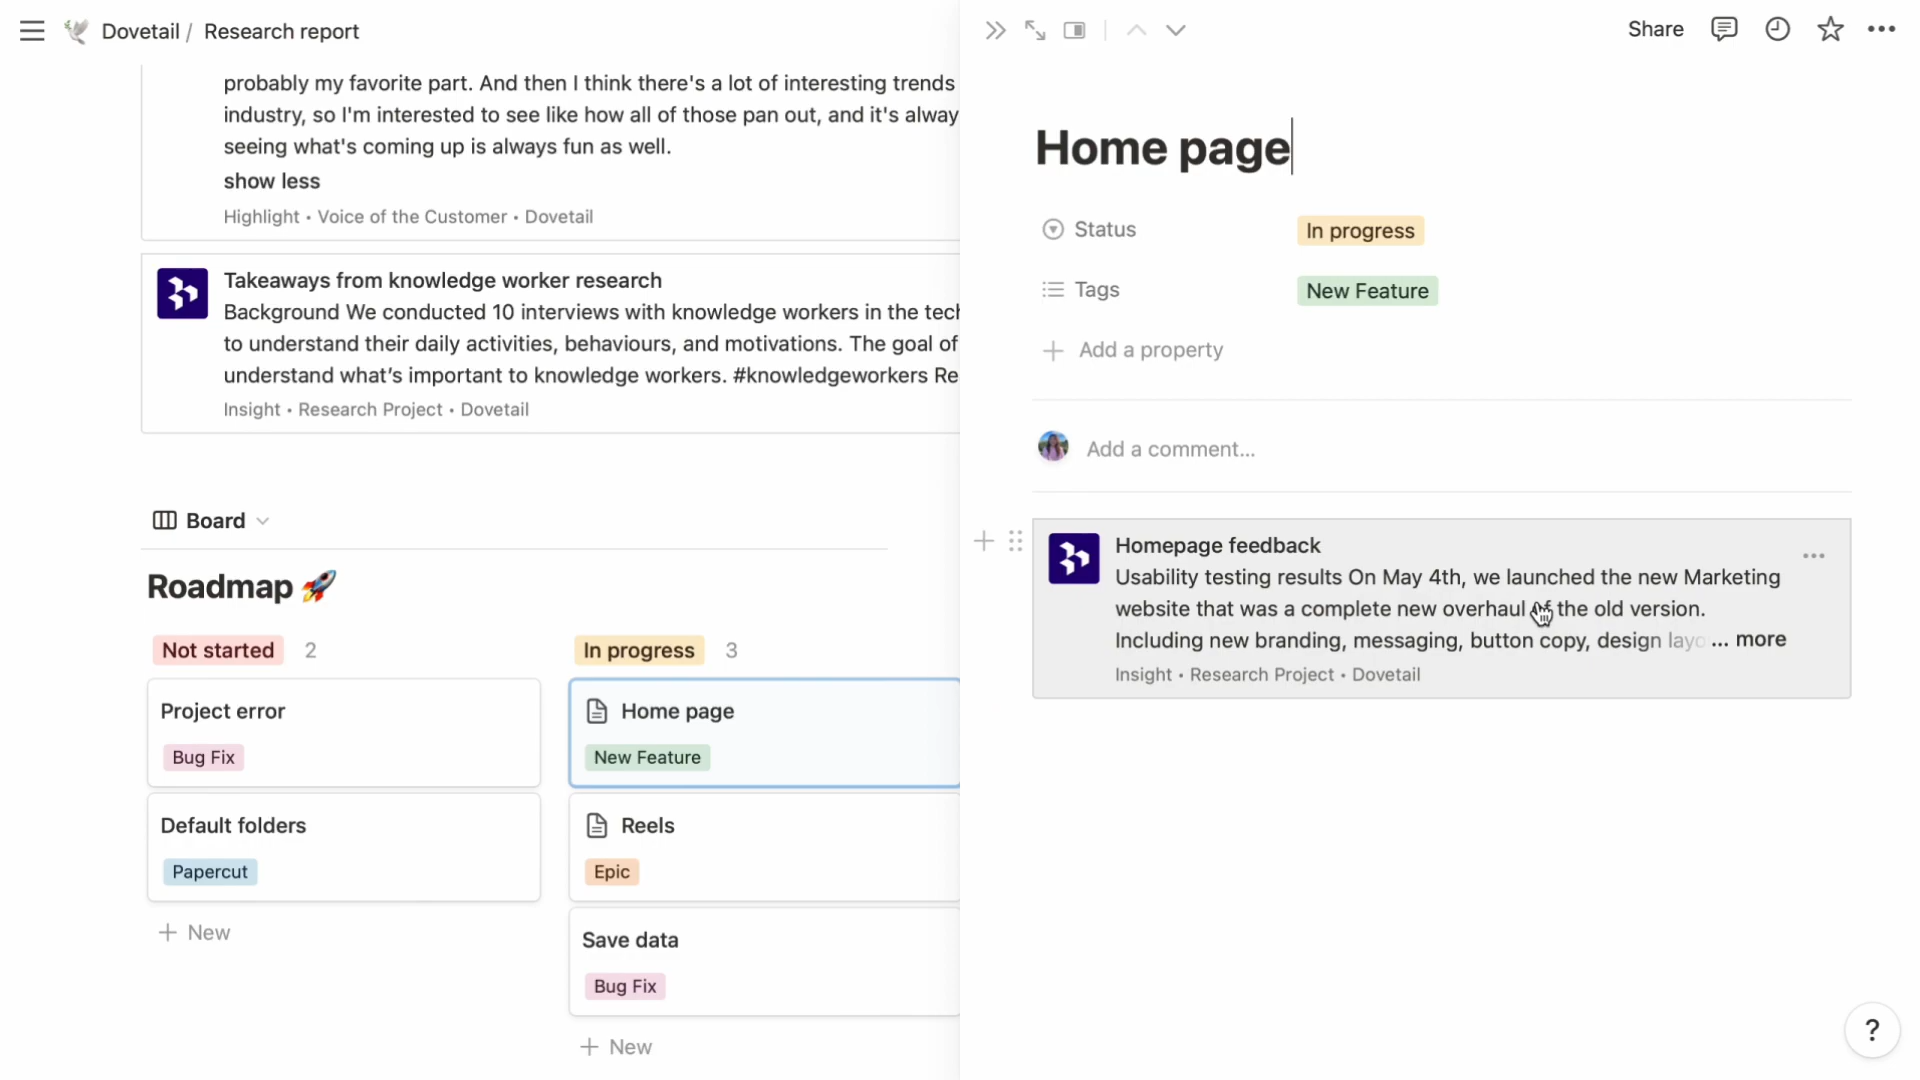 Dovetail / Research report
probably my favorite part. And then I think there's a lot of interesting trends
industry, so I'm interested to see like how all of those pan out, and it's alway
seeing what's coming up is always fun as well.
show less
Highlight • Voice of the Customer • Dovetail
Takeaways from knowledge worker research
Background We conducted 10 interviews with knowledge workers in the tech
to understand their daily activities, behaviours, and motivations. The goal of
understand what’s important to knowledge workers. #knowledgeworkers Re
Insight • Research Project • Dovetail
Board
Roadmap 🚀
Not started 2
Project error
Bug Fix
Default folders
Papercut
+ New
In progress 3
Home page
New Feature
Reels
Epic
Save data
Bug Fix
+ New
Share
Home page
Status In progress
Tags New Feature
+ Add a property
Add a comment...
Homepage feedback
Usability testing results On May 4th, we launched the new Marketing
website that was a complete new overhaul of the old version.
Including new branding, messaging, button copy, design layo ... more
Insight • Research Project • Dovetail
?